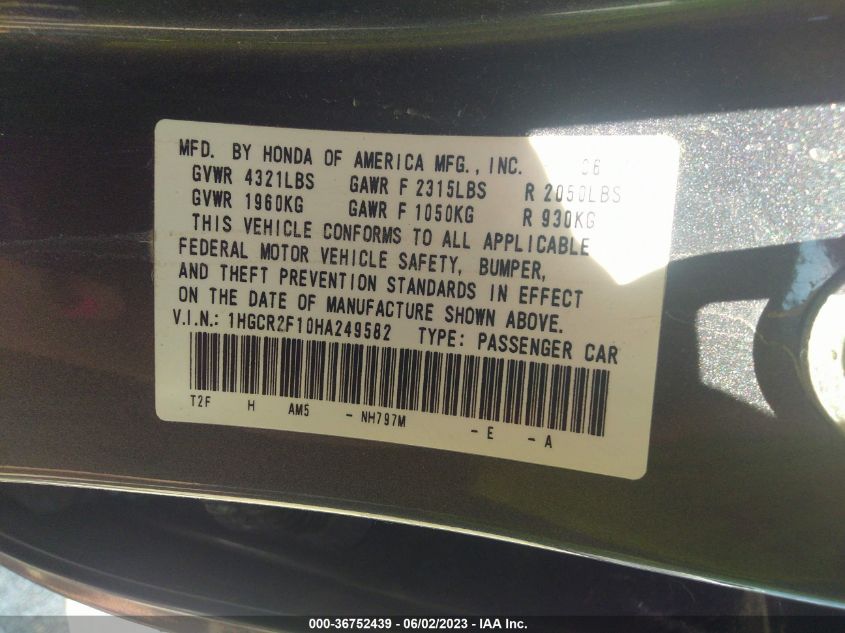 MFD. BY HONDA OF AMERICA MFG., INC. 06
GVWR 4321LBS GAWR F 2315LBS R 2050LBS
GVWR 1960KG GAWR F 1050KG R 930KG
THIS VEHICLE CONFORMS TO ALL APPLICABLE
FEDERAL MOTOR VEHICLE SAFETY, BUMPER,
AND THEFT PREVENTION STANDARDS IN EFFECT
ON THE DATE OF MANUFACTURE SHOWN ABOVE.
V.I.N.: 1HGCR2F10HA249582 TYPE: PASSENGER CAR
T2F H AM5 - NH797M - E - A
000-36752439 - 06/02/2023 - IAA Inc.